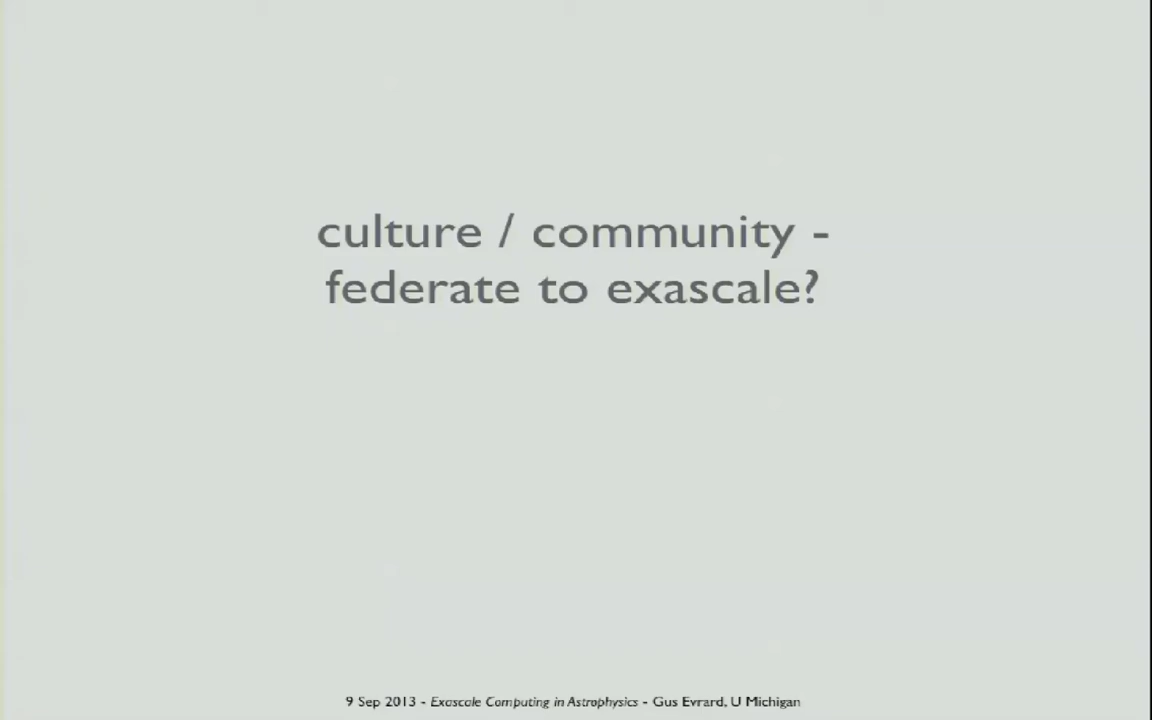 culture / community -
federate to exascale?
9 Sep 2013 - Exascale Computing in Astrophysics - Gus Evrard, U Michigan